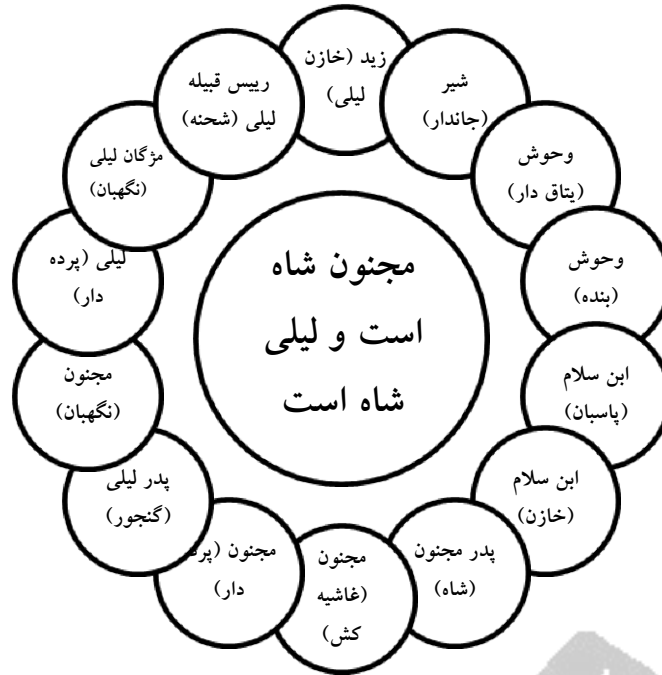 زید (خازن
لیلی)
شیر
(جاندار)
وحوش
(یتاق دار)
وحوش
(بنده)
ابن سلام
(پاسبان)
ابن سلام
(خازن)
پدر مجنون
(شاه)
مجنون
(غاشیه
کش)
مجنون (پرده
دار)
پدر لیلی
(گنجور)
مجنون
(نگهبان)
لیلی (پرده
دار)
مژگان لیلی
(نگهبان)
رییس قبیله
لیلی (شحنه)
مجنون شاه
است و لیلی
شاه است